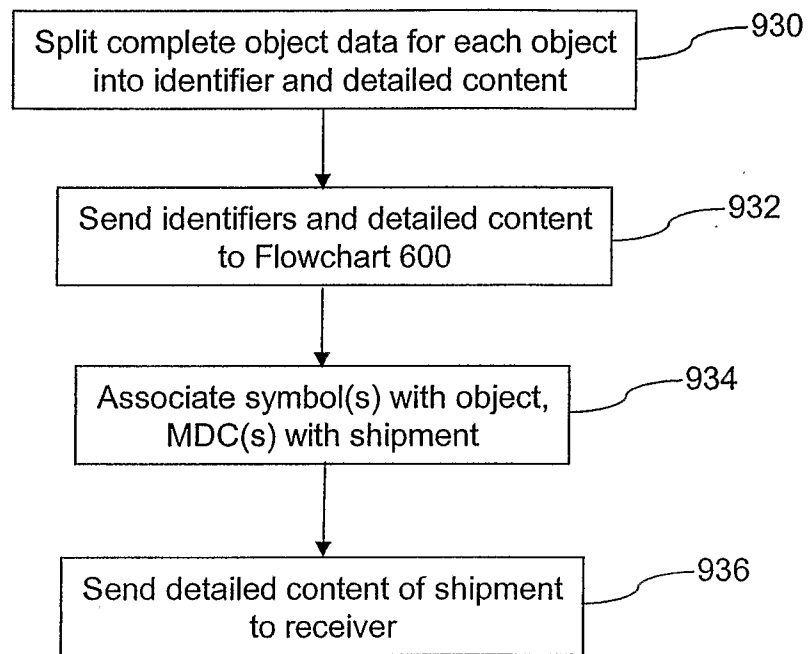 Split complete object data for each object
into identifier and detailed content
930
Send identifiers and detailed content
to Flowchart 600
932
Associate symbol(s) with object,
MDC(s) with shipment
934
Send detailed content of shipment
to receiver
936